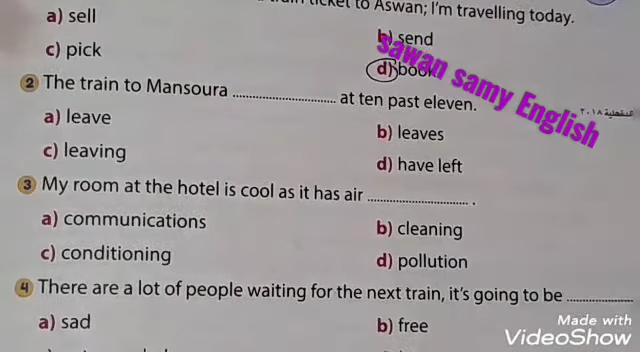 ticket to Aswan; I'm travelling today.
a) sell
b) send
c) pick
d) book
2 The train to Mansoura .............................. at ten past eleven.
الدقهلية ٢٠١٨
a) leave
b) leaves
c) leaving
d) have left
3 My room at the hotel is cool as it has air .............................. .
a) communications
b) cleaning
c) conditioning
d) pollution
4 There are a lot of people waiting for the next train, it's going to be ....................
a) sad
b) free
sawan samy English
Made with
VideoShow